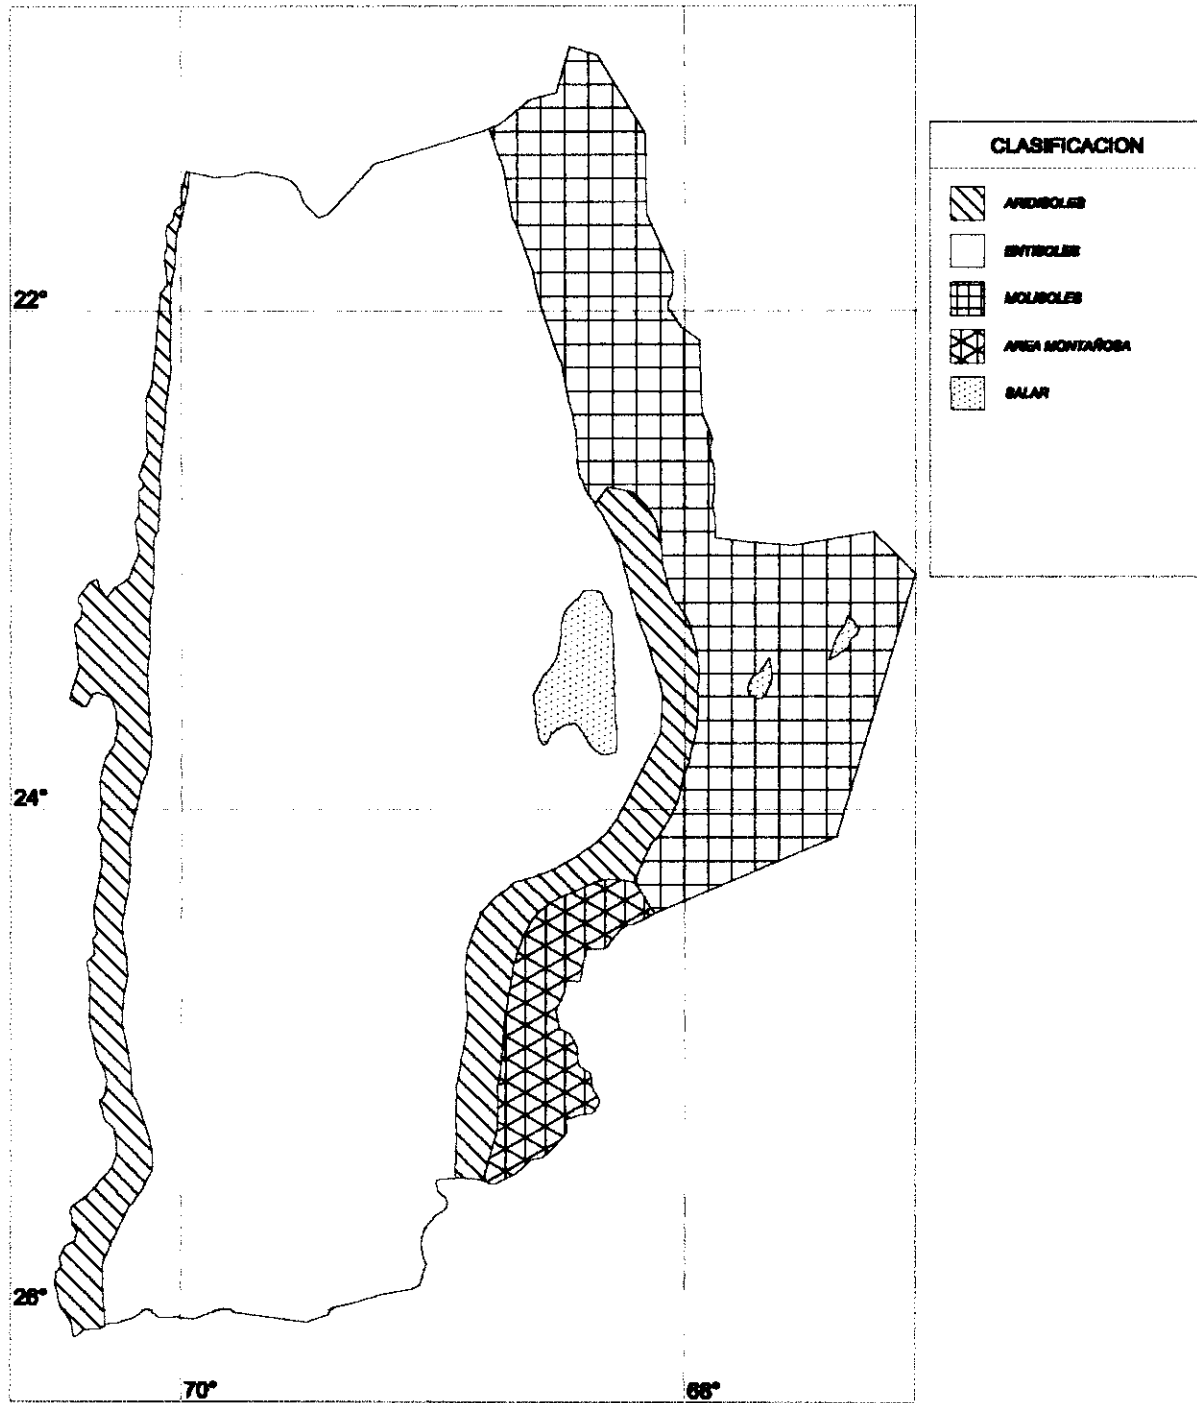 CLASIFICACION
ARIDISOLES
ENTISOLES
MOLISOLES
AREA MONTAÑOSA
SALAR
22°
24°
26°
70°
68°